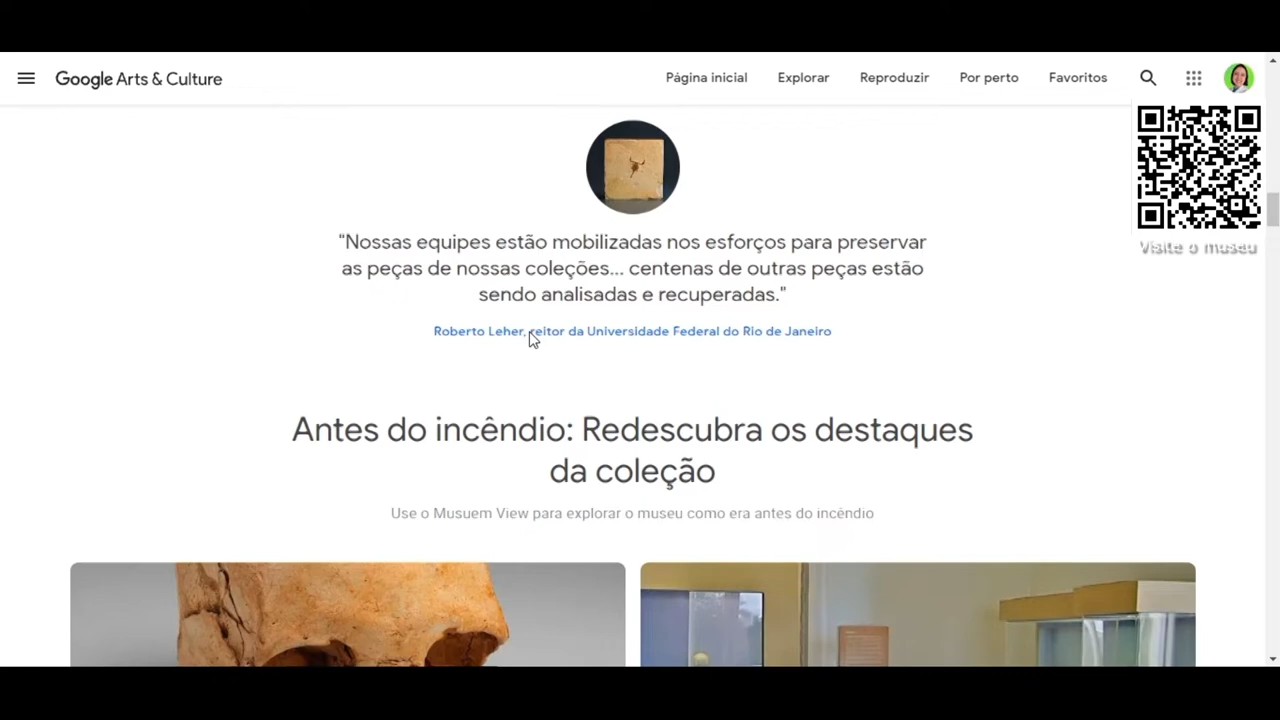 Google Arts & Culture
Página inicial
Explorar
Reproduzir
Por perto
Favoritos
Visite o museu
"Nossas equipes estão mobilizadas nos esforços para preservar
as peças de nossas coleções... centenas de outras peças estão
sendo analisadas e recuperadas."
Roberto Leher, reitor da Universidade Federal do Rio de Janeiro
Antes do incêndio: Redescubra os destaques
da coleção
Use o Musuem View para explorar o museu como era antes do incêndio